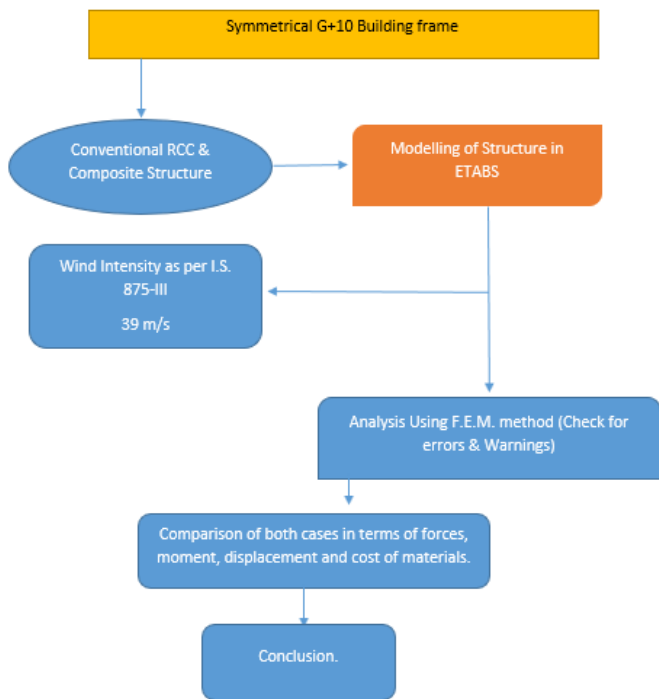 Symmetrical G+10 Building frame
Conventional RCC &
Composite Structure
Modelling of Structure in
ETABS
Wind Intensity as per I.S.
875-III
39 m/s
Analysis Using F.E.M. method (Check for
errors & Warnings)
Comparison of both cases in terms of forces,
moment, displacement and cost of materials.
Conclusion.